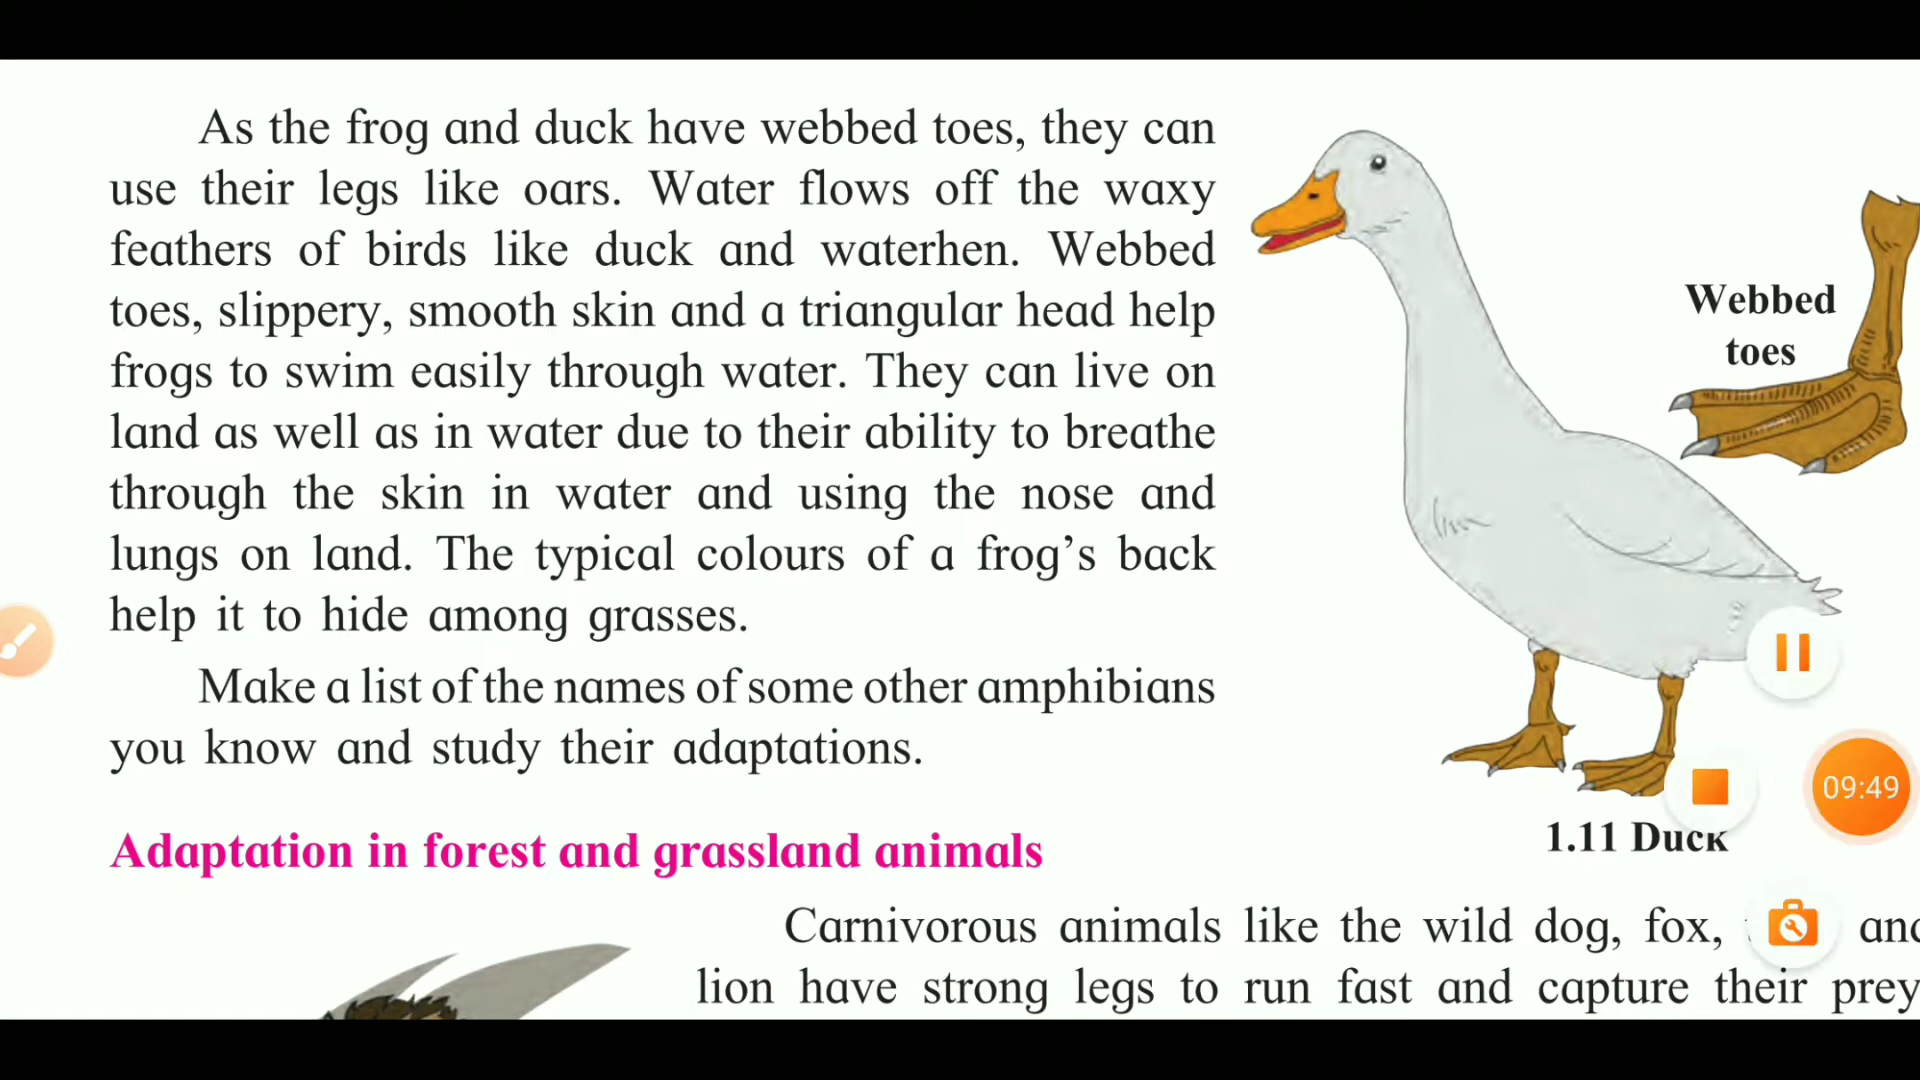 As the frog and duck have webbed toes, they can
use their legs like oars. Water flows off the waxy
feathers of birds like duck and waterhen. Webbed
toes, slippery, smooth skin and a triangular head help
frogs to swim easily through water. They can live on
land as well as in water due to their ability to breathe
through the skin in water and using the nose and
lungs on land. The typical colours of a frog’s back
help it to hide among grasses.
Make a list of the names of some other amphibians
you know and study their adaptations.
Webbed
toes
09:49
1.11 Duck
Adaptation in forest and grassland animals
Carnivorous animals like the wild dog, fox,
lion have strong legs to run fast and capture their prey